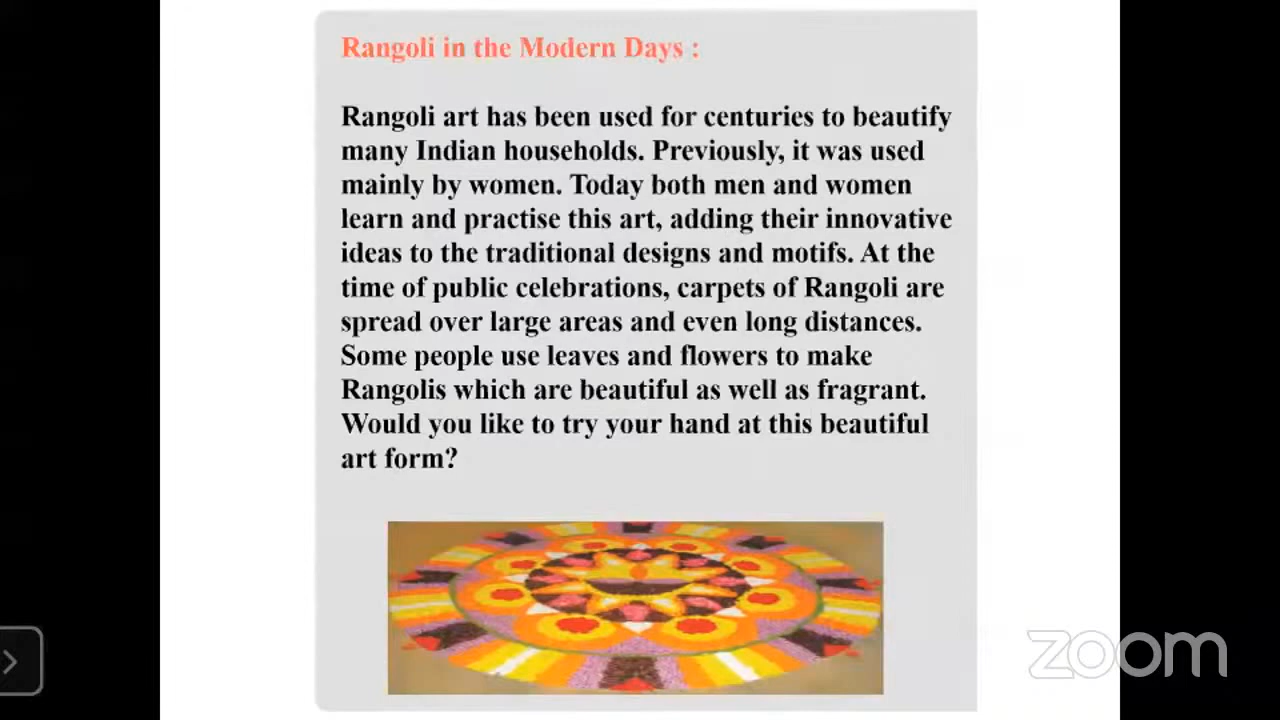 Rangoli in the Modern Days :
Rangoli art has been used for centuries to beautify
many Indian households. Previously, it was used
mainly by women. Today both men and women
learn and practise this art, adding their innovative
ideas to the traditional designs and motifs. At the
time of public celebrations, carpets of Rangoli are
spread over large areas and even long distances.
Some people use leaves and flowers to make
Rangolis which are beautiful as well as fragrant.
Would you like to try your hand at this beautiful
art form?
zoom